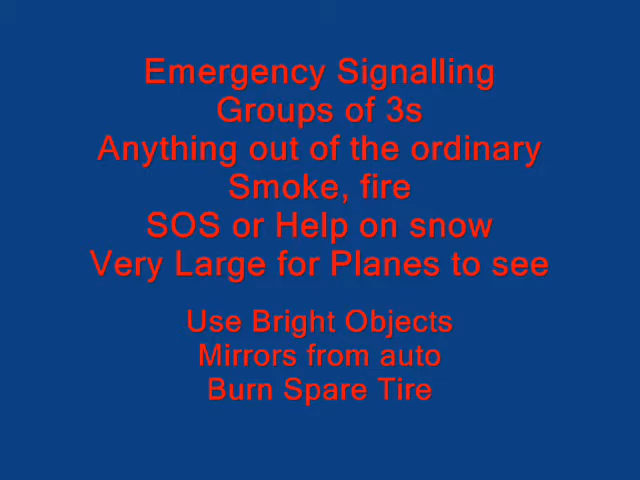 Emergency Signalling
Groups of 3s
Anything out of the ordinary
Smoke, fire
SOS or Help on snow
Very Large for Planes to see
Use Bright Objects
Mirrors from auto
Burn Spare Tire